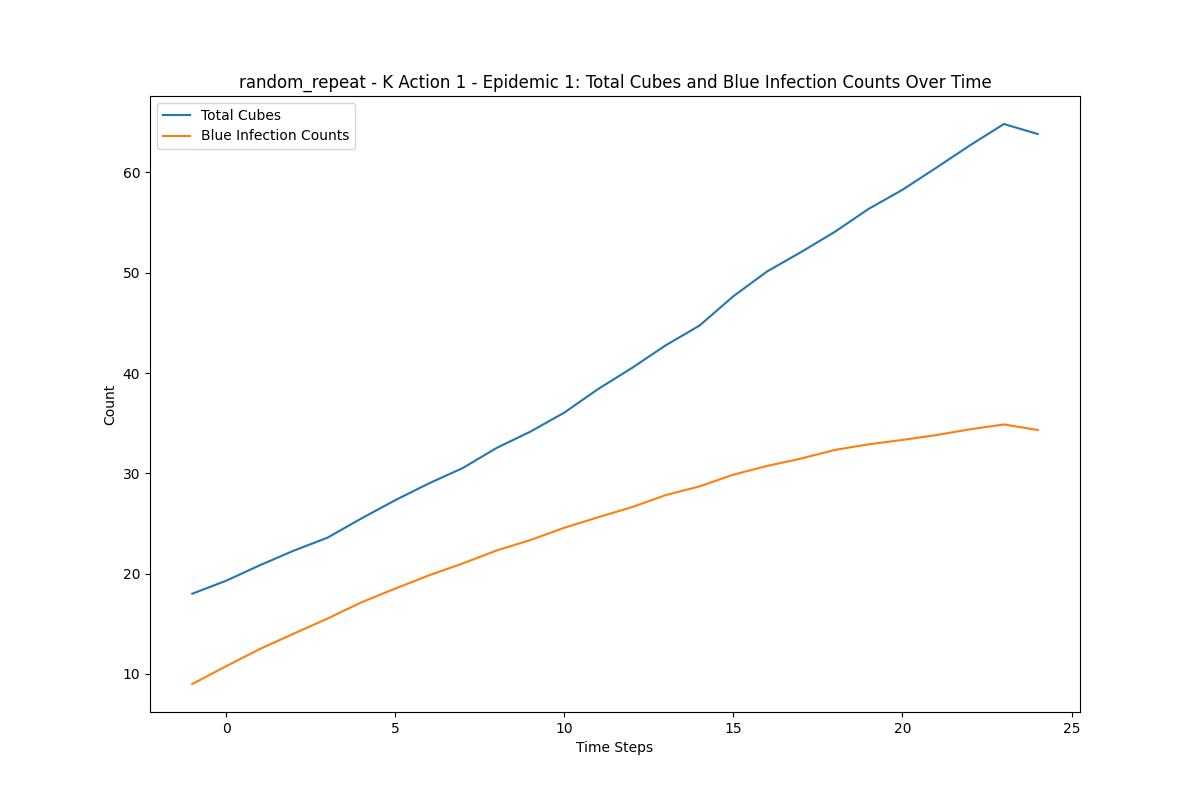 random_repeat - K Action 1 - Epidemic 1: Total Cubes and Blue Infection Counts Over Time
Total Cubes
Blue Infection Counts
60
50
40
30
20
10
Count
0 5 10 15 20 25
Time Steps